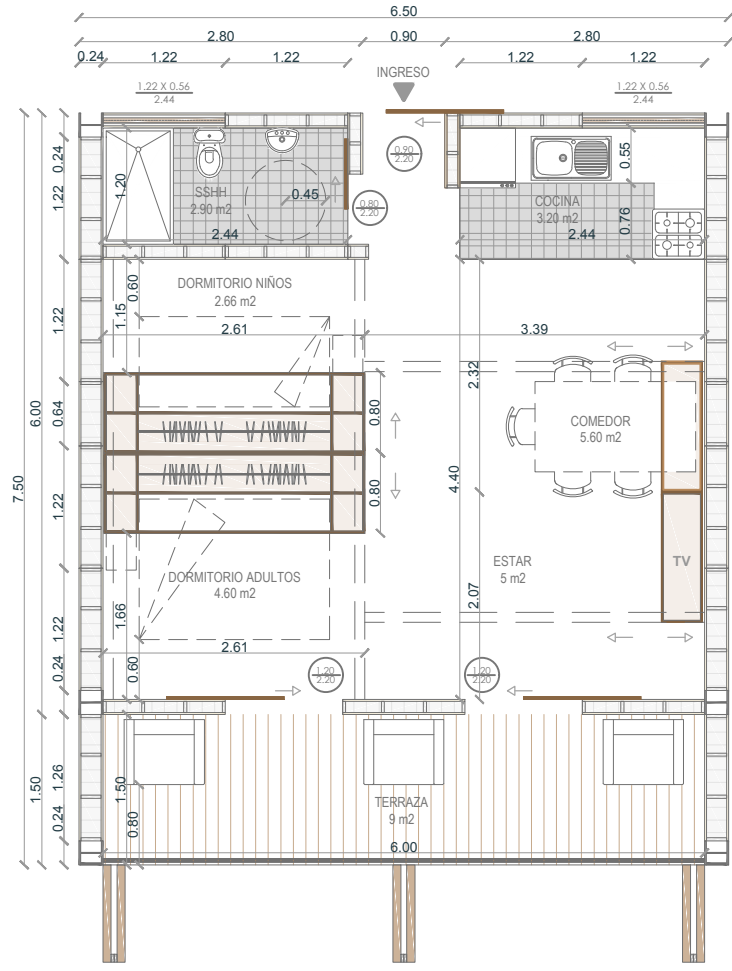 6.50
2.80
0.90
2.80
0.24
1.22
1.22
1.22
1.22
INGRESO
1.22 X 0.56
2.44
1.22 X 0.56
2.44
0.90
2.20
0.80
2.20
0.24
1.22
1.20
SSHH
2.90 m2
0.45
2.44
COCINA
3.20 m2
2.44
0.55
0.76
DORMITORIO NIÑOS
2.66 m2
0.60
1.15
1.22
2.61
3.39
2.32
6.00
7.50
0.64
0.80
0.80
COMEDOR
5.60 m2
4.40
1.22
ESTAR
5 m2
TV
DORMITORIO ADULTOS
4.60 m2
2.07
1.66
1.22
2.61
0.60
0.24
1.20
2.20
1.20
2.20
1.50
1.26
1.50
0.24
0.80
TERRAZA
9 m2
6.00